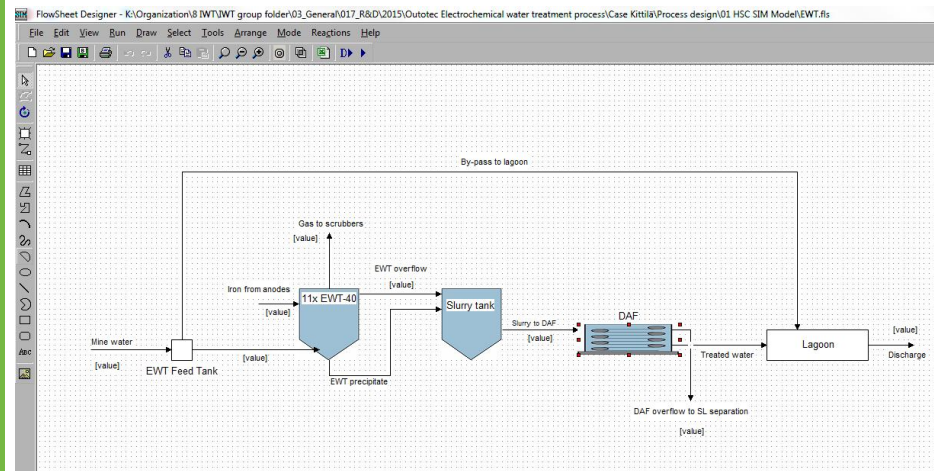 SIM FlowSheet Designer - K:\Organization\8 IWT\IWT group folder\03_General\017_R&D\2015\Outotec Electrochemical water treatment process\Case Kittilä\Process design\01 HSC SIM Model\EWT.fls
File Edit View Run Draw Select Tools Arrange Mode Reactions Help
ABC
By-pass to lagoon
Gas to scrubbers
[value]
EWT overflow
[value]
Iron from anodes
[value]
11x EWT-40
Slurry tank
Slurry to DAF
[value]
DAF
Mine water
[value]
EWT Feed Tank
[value]
EWT precipitate
Treated water
Lagoon
[value]
Discharge
DAF overflow to SL separation
[value]